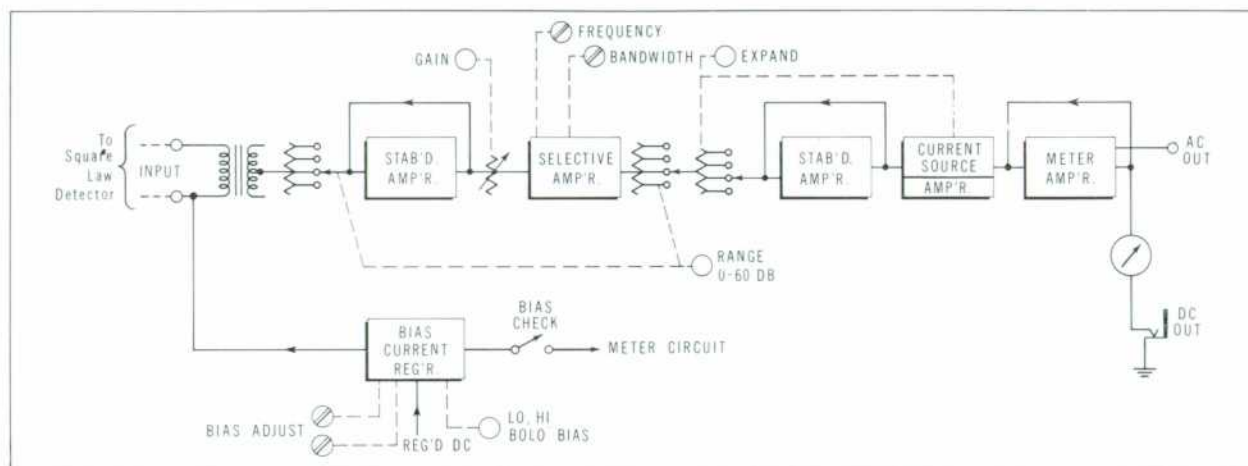 FREQUENCY
GAIN
BANDWIDTH
EXPAND
To
Square
Law
Detector
INPUT
STAB'D.
AMP'R.
SELECTIVE
AMP'R.
STAB'D.
AMP'R.
CURRENT
SOURCE
AMP'R.
METER
AMP'R.
AC
OUT
RANGE
0-60 DB
BIAS
CHECK
BIAS
CURRENT
REG'R.
METER CIRCUIT
DC
OUT
BIAS ADJUST
REG'D DC
LO, HI
BOLO BIAS